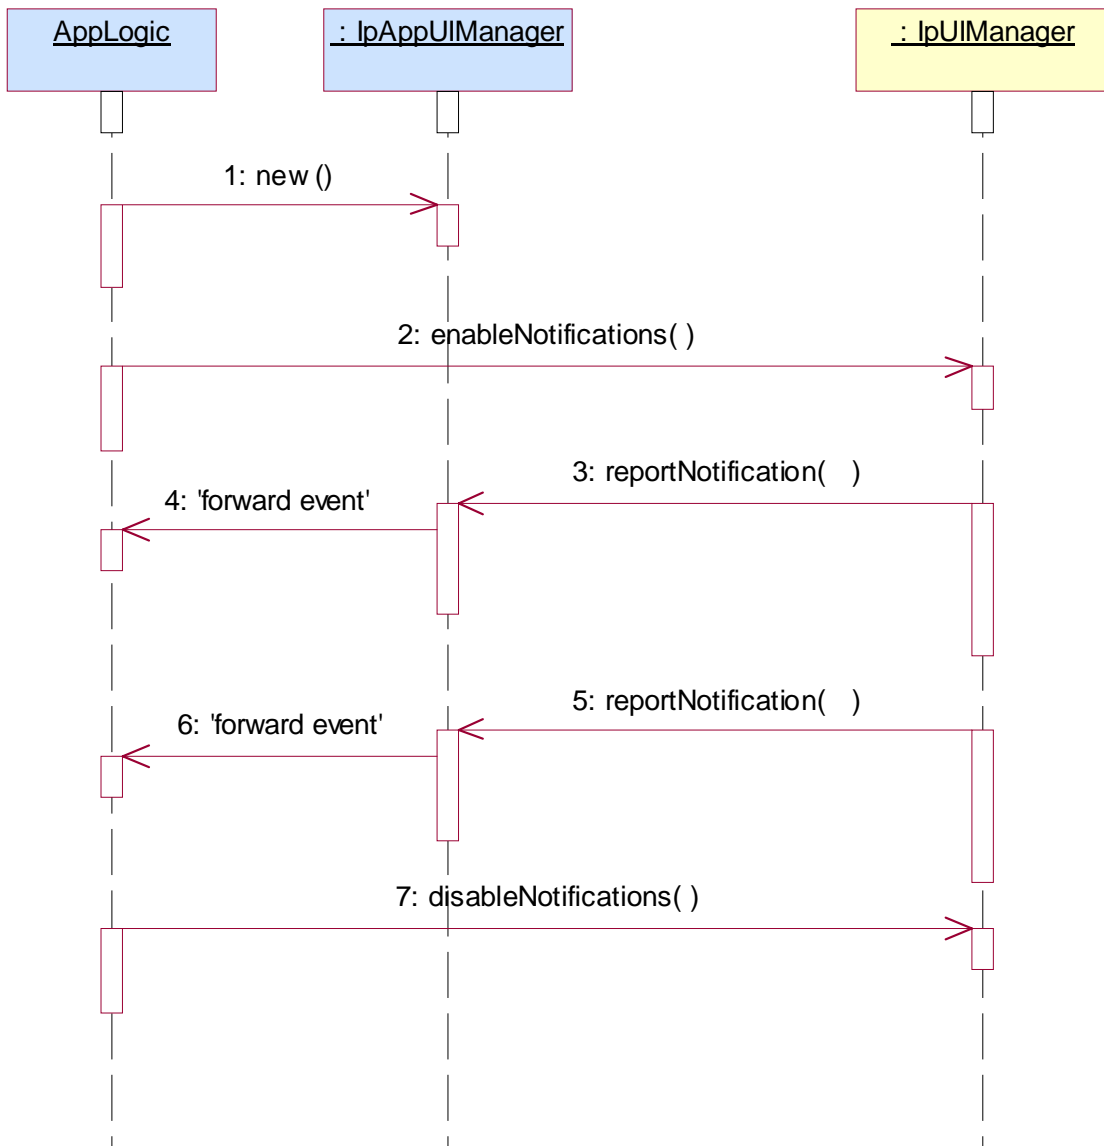 AppLogic
: IpAppUIManager
: IpUIManager
1: new ()
2: enableNotifications( )
3: reportNotification(   )
4: 'forward event'
5: reportNotification(   )
6: 'forward event'
7: disableNotifications( )